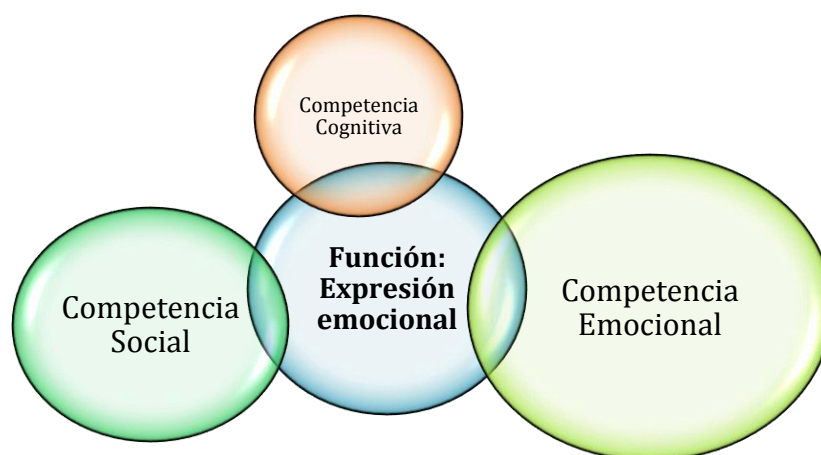 Competencia
Cognitiva
Función:
Expresión
emocional
Competencia
Social
Competencia
Emocional